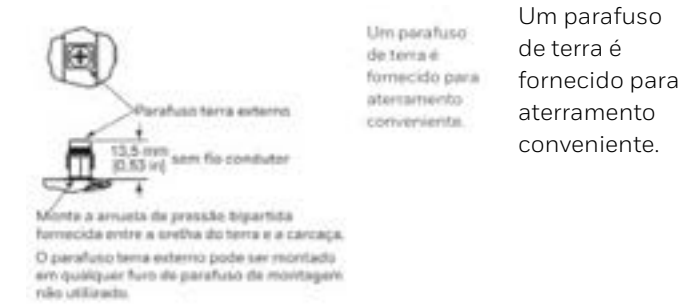 Parafuso terra externo
13,5 mm
(0,53 in)
sem fio condutor
Monte a arruela de pressão bipartida
fornecida entre a orelha do terra e a carcaça.
O parafuso terra externo pode ser montado
em qualquer furo de parafuso de montagem
não utilizado.
Um parafuso
de terra é
fornecido para
aterramento
conveniente.
Um parafuso
de terra é
fornecido para
aterramento
conveniente.